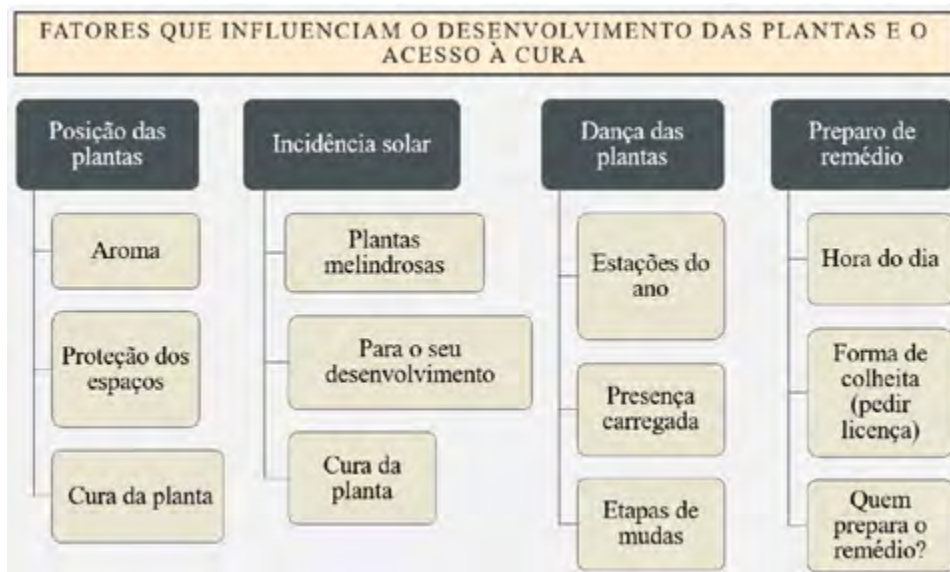 FATORES QUE INFLUENCIAM O DESENVOLVIMENTO DAS PLANTAS E O
ACESSO À CURA
Posição das
plantas
Aroma
Proteção dos
espaços
Cura da planta
Incidência solar
Plantas
melindrosas
Para o seu
desenvolvimento
Cura da
planta
Dança das
plantas
Estações do
ano
Presença
carregada
Etapas de
mudas
Preparo de
remédio
Hora do dia
Forma de
colheita
(pedir
licença)
Quem
prepara o
remédio?